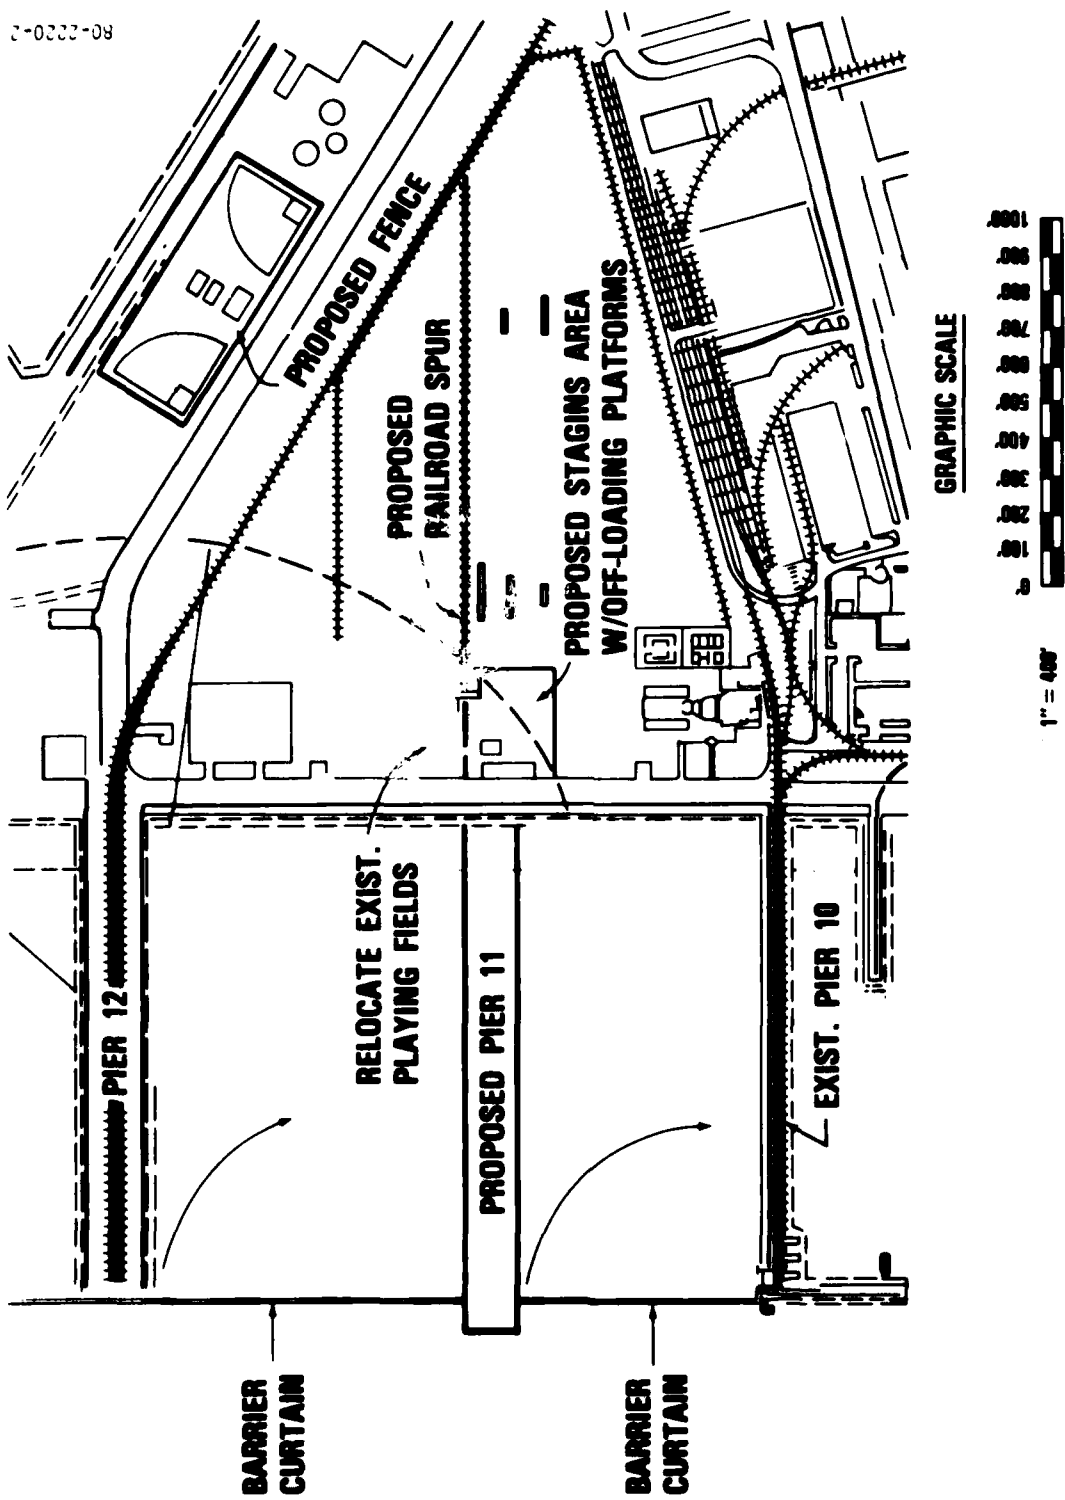 80-2220-2
PROPOSED FENCE
PROPOSED
RAILROAD SPUR
PROPOSED STAGINS AREA
W/OFF-LOADING PLATFORMS
PIER 12
RELOCATE EXIST.
PLAYING FIELDS
PROPOSED PIER 11
EXIST. PIER 10
BARRIER
CURTAIN
BARRIER
CURTAIN
GRAPHIC SCALE
0' 100' 200' 300' 400' 500' 600' 700' 800' 900' 1000'
1" = 400'